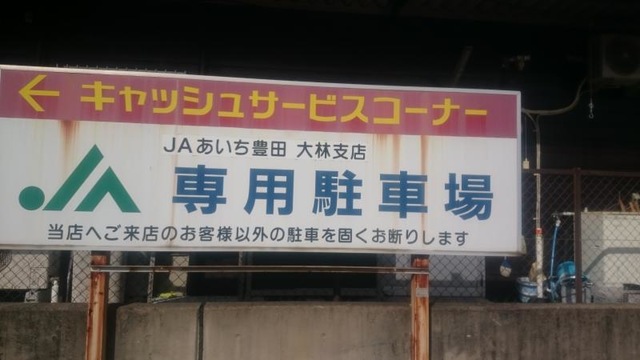 ← キャッシュサービスコーナー
JAあいち豊田 大林支店
JA 専用駐車場
当店へご来店のお客様以外の駐車を固くお断りします